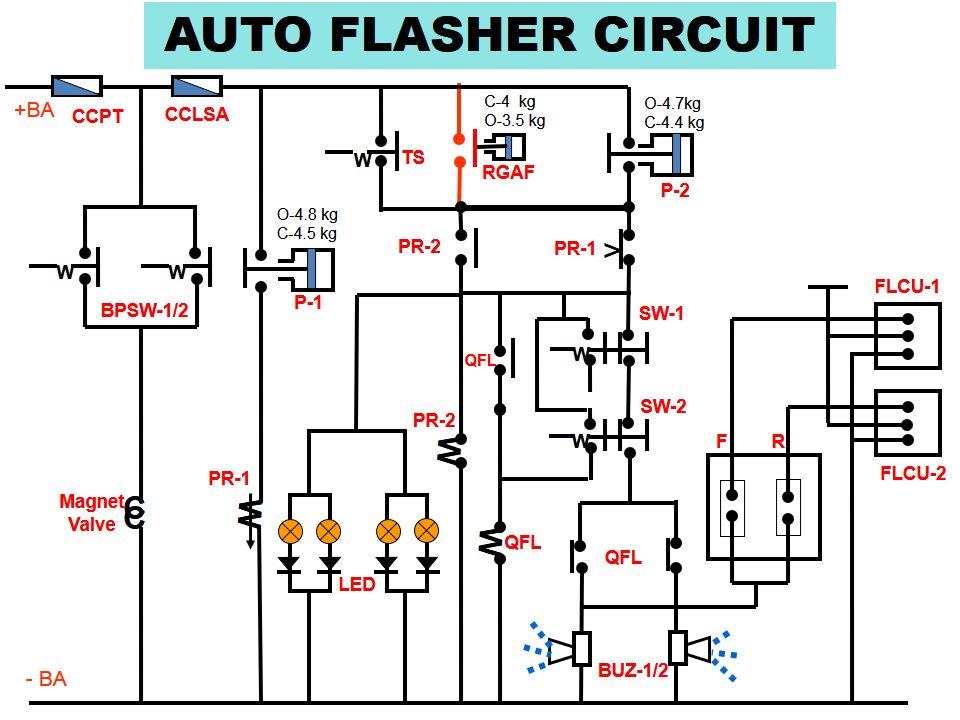 AUTO FLASHER CIRCUIT
+BA
CCPT
CCLSA
C-4 kg
O-3.5 kg
O-4.7kg
C-4.4 kg
W
TS
RGAF
P-2
O-4.8 kg
C-4.5 kg
PR-2
PR-1
W
W
P-1
BPSW-1/2
FLCU-1
SW-1
QFL
W
PR-2
SW-2
W
F
R
FLCU-2
PR-1
Magnet
Valve
QFL
QFL
LED
BUZ-1/2
- BA